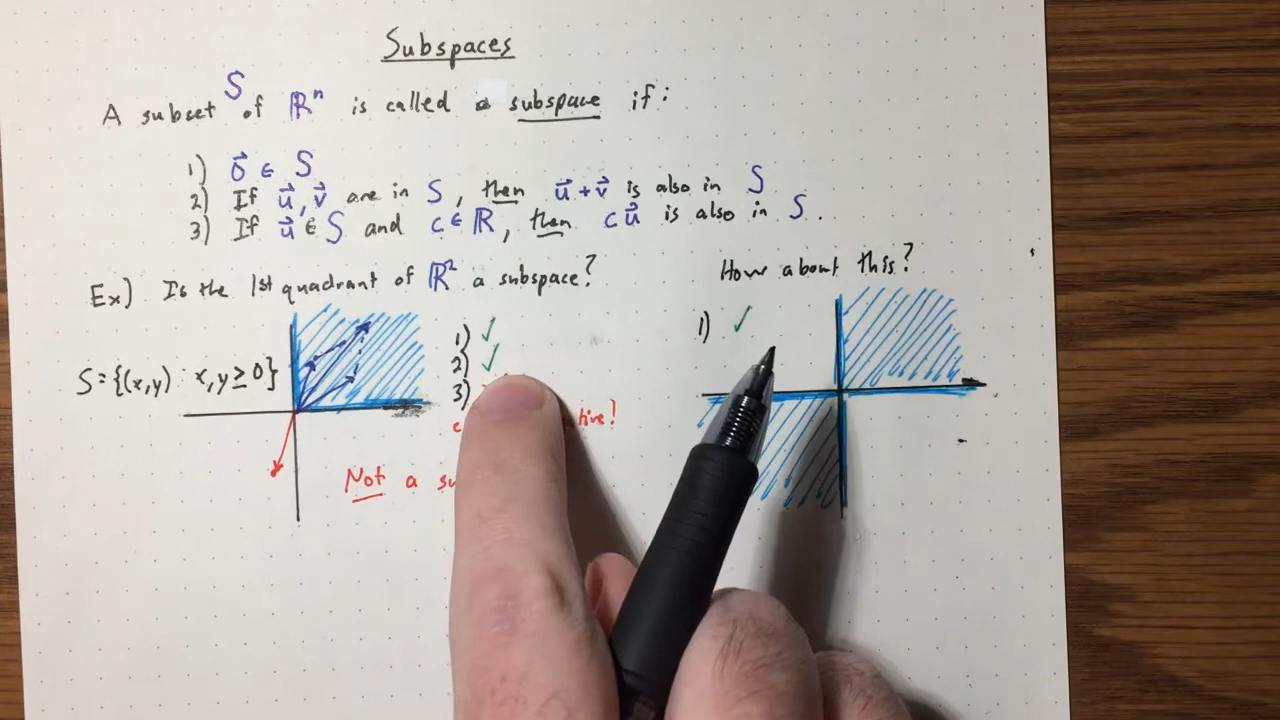 Subspaces
A subset S of ℝⁿ is called a subspace if:
1) 0⃗ ∈ S
2) If u⃗, v⃗ are in S, then u⃗ + v⃗ is also in S
3) If u⃗ ∈ S and c ∈ ℝ, then c u⃗ is also in S.
Ex) Is the 1st quadrant of ℝ² a subspace?
S = {(x,y) : x, y ≥ 0}
1) ✓
2) ✓
3)
Not a
How about this?
1) ✓